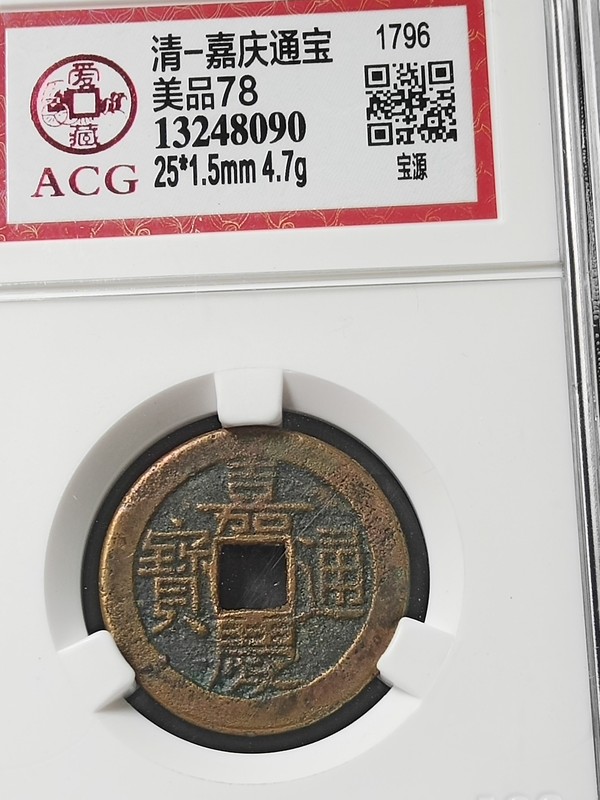 清-嘉庆通宝
1796
美品78
13248090
25*1.5mm 4.7g
宝源
爱
藏
ACG
嘉
慶
通
寶